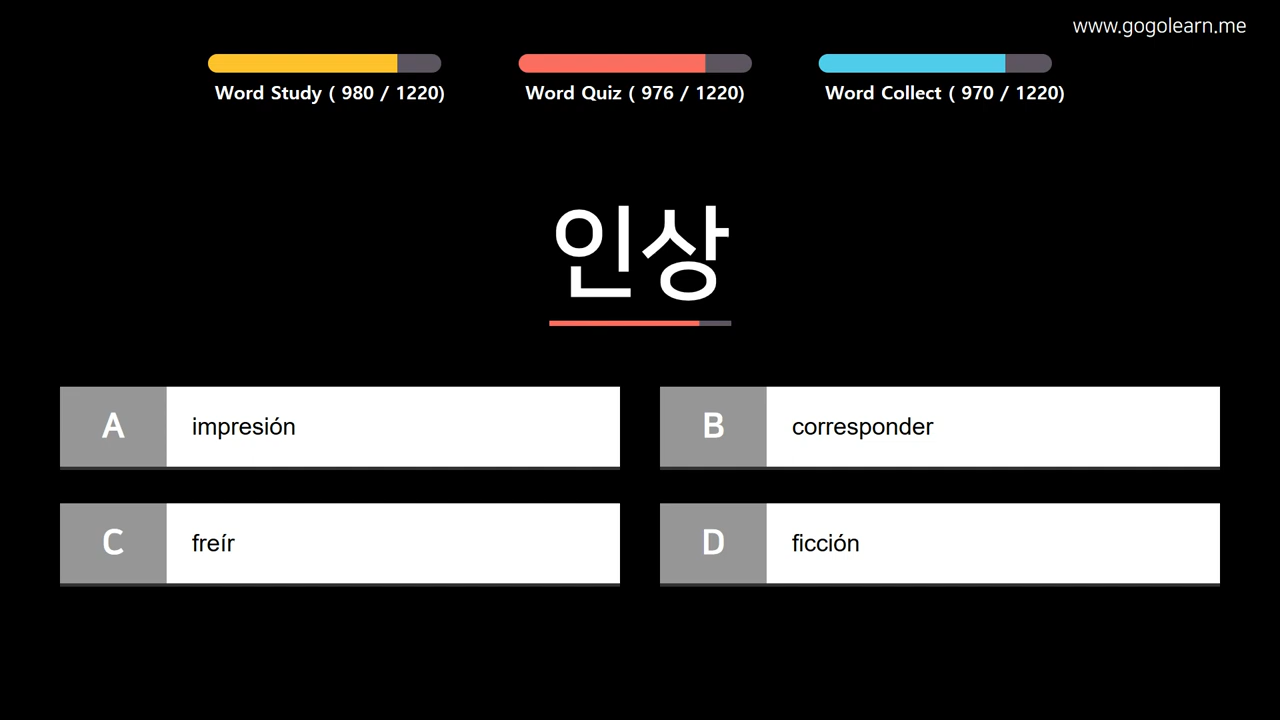 www.gogolearn.me
Word Study ( 980 / 1220)
Word Quiz ( 976 / 1220)
Word Collect ( 970 / 1220)
인상
A impresión
B corresponder
C freír
D ficción